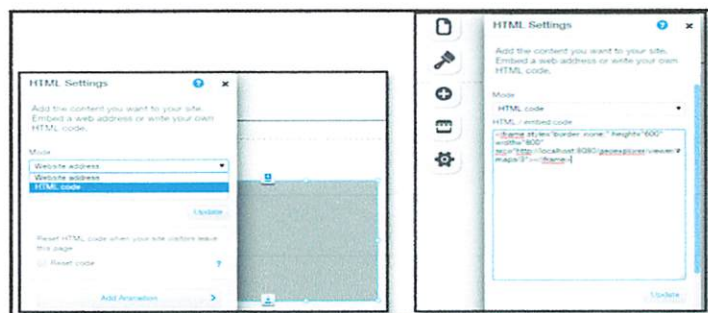 HTML Settings
?
×
Add the content you want to your site.
Embed a web address or write your own
HTML code.
Mode
Website address
Website address
HTML code
Update
Reset HTML code when your site visitors leave
this page
Reset code
?
Add Animation
>
HTML Settings
?
×
Add the content you want to your site.
Embed a web address or write your own
HTML code.
Mode
HTML code
HTML / embed code
<iframe style="border: none;" height="600"
width="800"
src="http://localhost:8080/geoexplorer/viewer/#
maps/3"></iframe>
Update